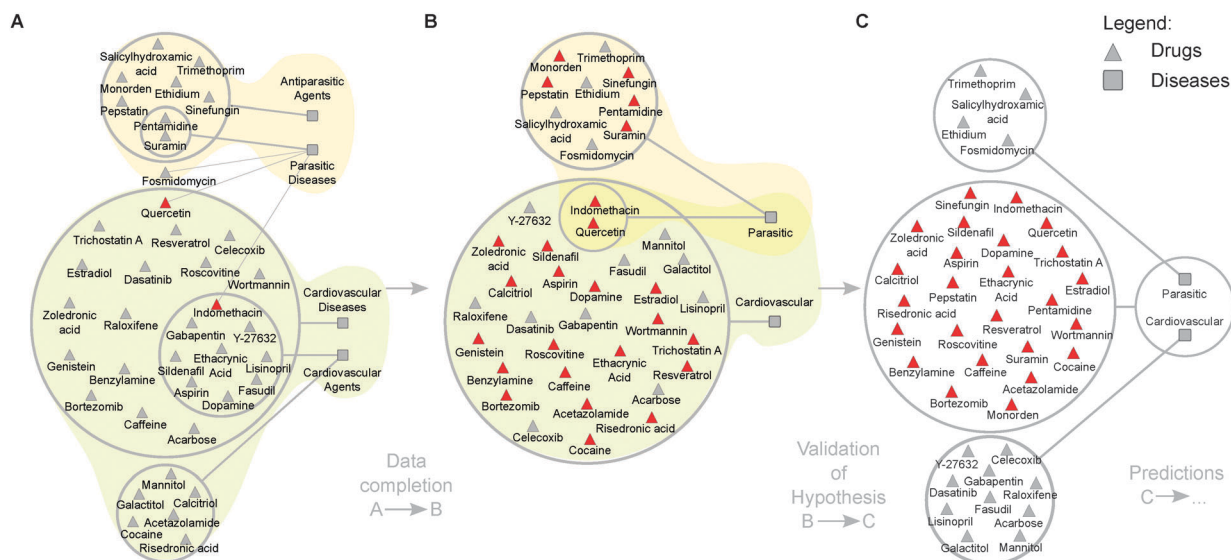 A
Salicylhydroxamic
acid
Trimethoprim
Monorden
Ethidium
Pepstatin
Sinefungin
Pentamidine
Suramin
Antiparasitic
Agents
Parasitic
Diseases
Fosmidomycin
Quercetin
Trichostatin A
Resveratrol
Celecoxib
Estradiol
Dasatinib
Roscovitine
Wortmannin
Zoledronic acid
Raloxifene
Indomethacin
Gabapentin
Y-27632
Ethacrynic
Acid
Sildenafil
Lisinopril
Aspirin
Fasudil
Dopamine
Genistein
Benzylamine
Bortezomib
Caffeine
Acarbose
Cardiovascular
Diseases
Cardiovascular
Agents
Mannitol
Galactitol
Calcitriol
Acetazolamide
Cocaine
Risedronic acid
Data
completion
A B
B
Trimethoprim
Monorden
Sinefungin
Pepstatin
Ethidium
Pentamidine
Salicylhydroxamic
acid
Suramin
Fosmidomycin
Y-27632
Indomethacin
Quercetin
Mannitol
Zoledronic
acid
Sildenafil
Fasudil
Galactitol
Calcitriol
Aspirin
Dopamine
Estradiol
Lisinopril
Raloxifene
Dasatinib
Gabapentin
Wortmannin
Genistein
Roscovitine
Ethacrynic
Acid
Trichostatin A
Benzylamine
Caffeine
Resveratrol
Bortezomib
Acetazolamide
Acarbose
Celecoxib
Risedronic acid
Cocaine
Parasitic
Cardiovascular
Validation
of
Hypothesis
B C
C
Legend:
Drugs
Diseases
Trimethoprim
Salicylhydroxamic
acid
Ethidium
Fosmidomycin
Sinefungin
Indomethacin
Zoledronic
acid
Sildenafil
Quercetin
Dopamine
Calcitriol
Aspirin
Trichostatin A
Ethacrynic
Acid
Estradiol
Risedronic acid
Pepstatin
Pentamidine
Genistein
Roscovitine
Resveratrol
Wortmannin
Suramin
Cocaine
Benzylamine
Caffeine
Acetazolamide
Bortezomib
Monorden
Parasitic
Cardiovascular
Y-27632
Celecoxib
Gabapentin
Dasatinib
Raloxifene
Fasudil
Lisinopril
Acarbose
Galactitol
Mannitol
Predictions
C ...